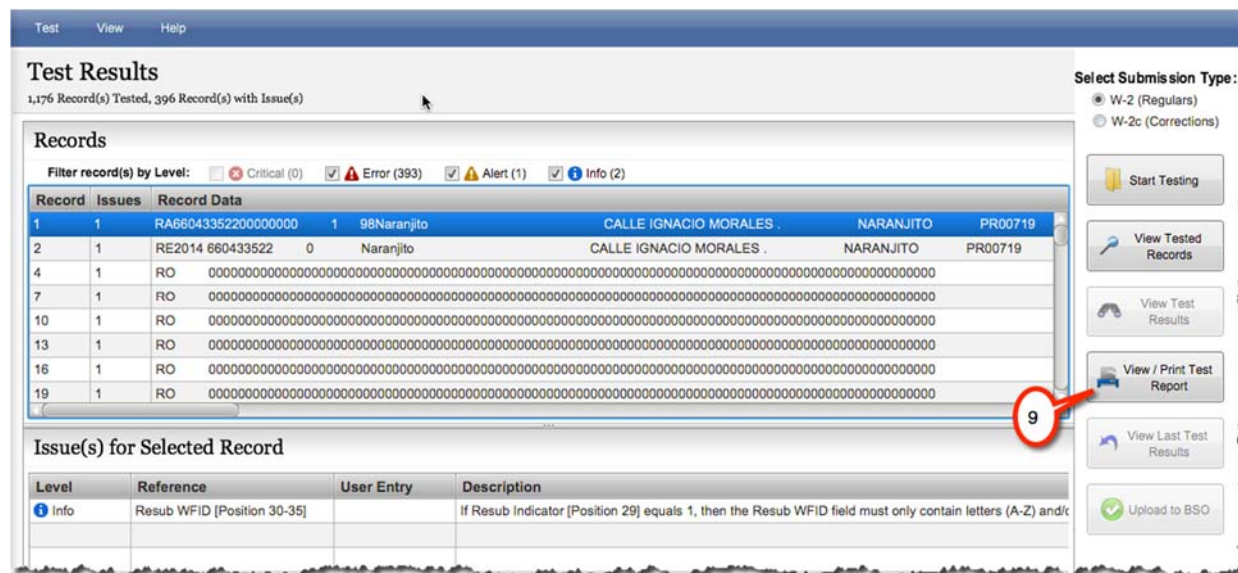 Test View Help
Test Results
1,176 Record(s) Tested, 396 Record(s) with Issue(s)
Records
Filter record(s) by Level: Critical (0) Error (393) Alert (1) Info (2)
Record Issues Record Data
1 1 RA66043352200000000 1 98Naranjito CALLE IGNACIO MORALES . NARANJITO PR00719
2 1 RE2014 660433522 0 Naranjito CALLE IGNACIO MORALES . NARANJITO PR00719
4 1 RO
7 1 RO
10 1 RO
13 1 RO
16 1 RO
19 1 RO
Issue(s) for Selected Record
Level Reference User Entry Description
Info Resub WFID [Position 30-35] If Resub Indicator [Position 29] equals 1, then the Resub WFID field must only contain letters (A-Z) and/
Select Submission Type:
W-2 (Regulars)
W-2c (Corrections)
Start Testing
View Tested
Records
View Test
Results
View / Print Test
Report
9
View Last Test
Results
Upload to BSO